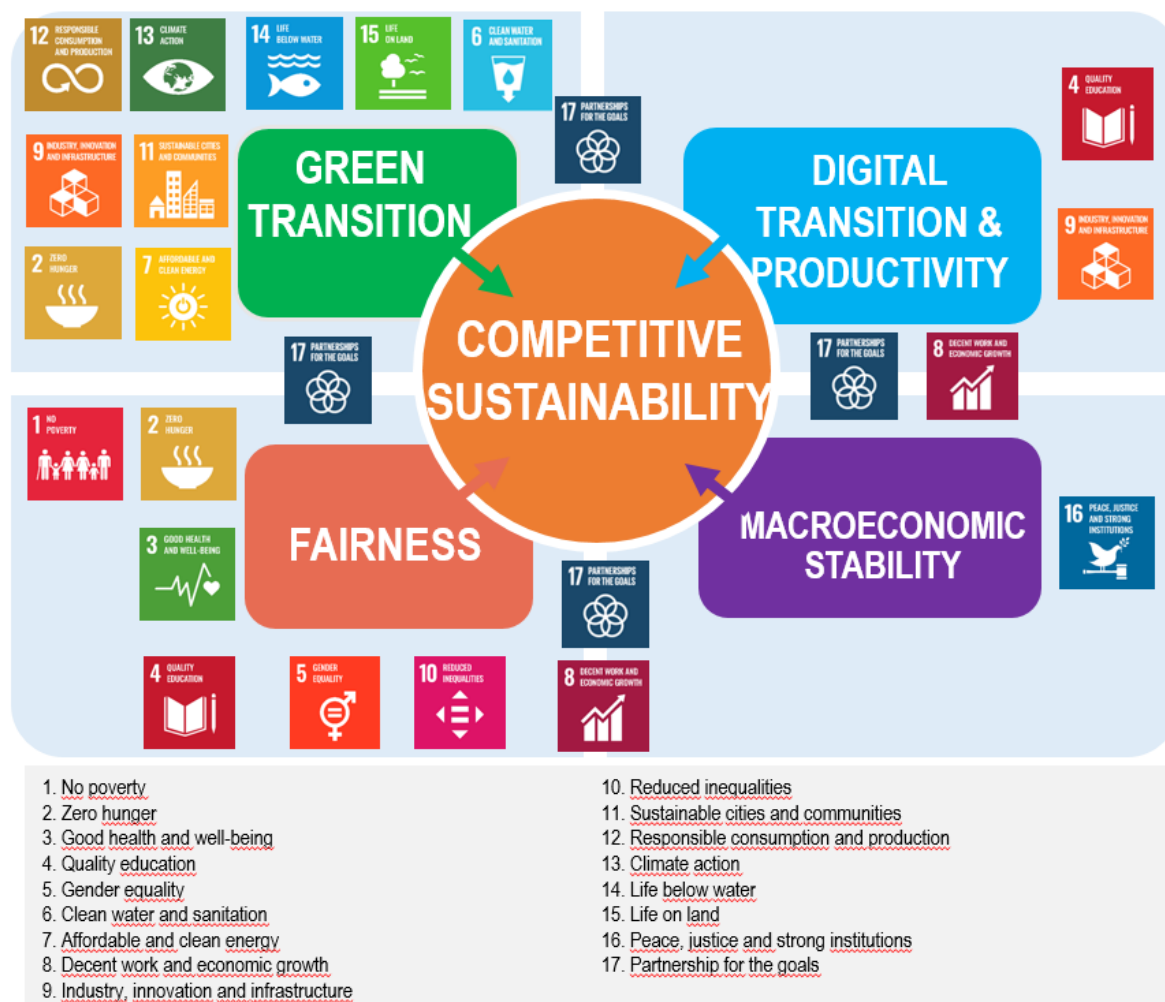 12 RESPONSIBLE
CONSUMPTION
AND PRODUCTION
13 CLIMATE
ACTION
14 LIFE
BELOW WATER
15 LIFE
ON LAND
6 CLEAN WATER
AND SANITATION
17 PARTNERSHIPS
FOR THE GOALS
4 QUALITY
EDUCATION
9 INDUSTRY, INNOVATION
AND INFRASTRUCTURE
11 SUSTAINABLE CITIES
AND COMMUNITIES
GREEN
TRANSITION
DIGITAL
TRANSITION &
PRODUCTIVITY
9 INDUSTRY, INNOVATION
AND INFRASTRUCTURE
2 ZERO
HUNGER
7 AFFORDABLE AND
CLEAN ENERGY
COMPETITIVE
SUSTAINABILITY
17 PARTNERSHIPS
FOR THE GOALS
17 PARTNERSHIPS
FOR THE GOALS
8 DECENT WORK AND
ECONOMIC GROWTH
1 NO
POVERTY
2 ZERO
HUNGER
3 GOOD HEALTH
AND WELL-BEING
FAIRNESS
MACROECONOMIC
STABILITY
16 PEACE, JUSTICE
AND STRONG
INSTITUTIONS
17 PARTNERSHIPS
FOR THE GOALS
4 QUALITY
EDUCATION
5 GENDER
EQUALITY
10 REDUCED
INEQUALITIES
8 DECENT WORK AND
ECONOMIC GROWTH
1. No poverty
2. Zero hunger
3. Good health and well-being
4. Quality education
5. Gender equality
6. Clean water and sanitation
7. Affordable and clean energy
8. Decent work and economic growth
9. Industry, innovation and infrastructure
10. Reduced inequalities
11. Sustainable cities and communities
12. Responsible consumption and production
13. Climate action
14. Life below water
15. Life on land
16. Peace, justice and strong institutions
17. Partnership for the goals